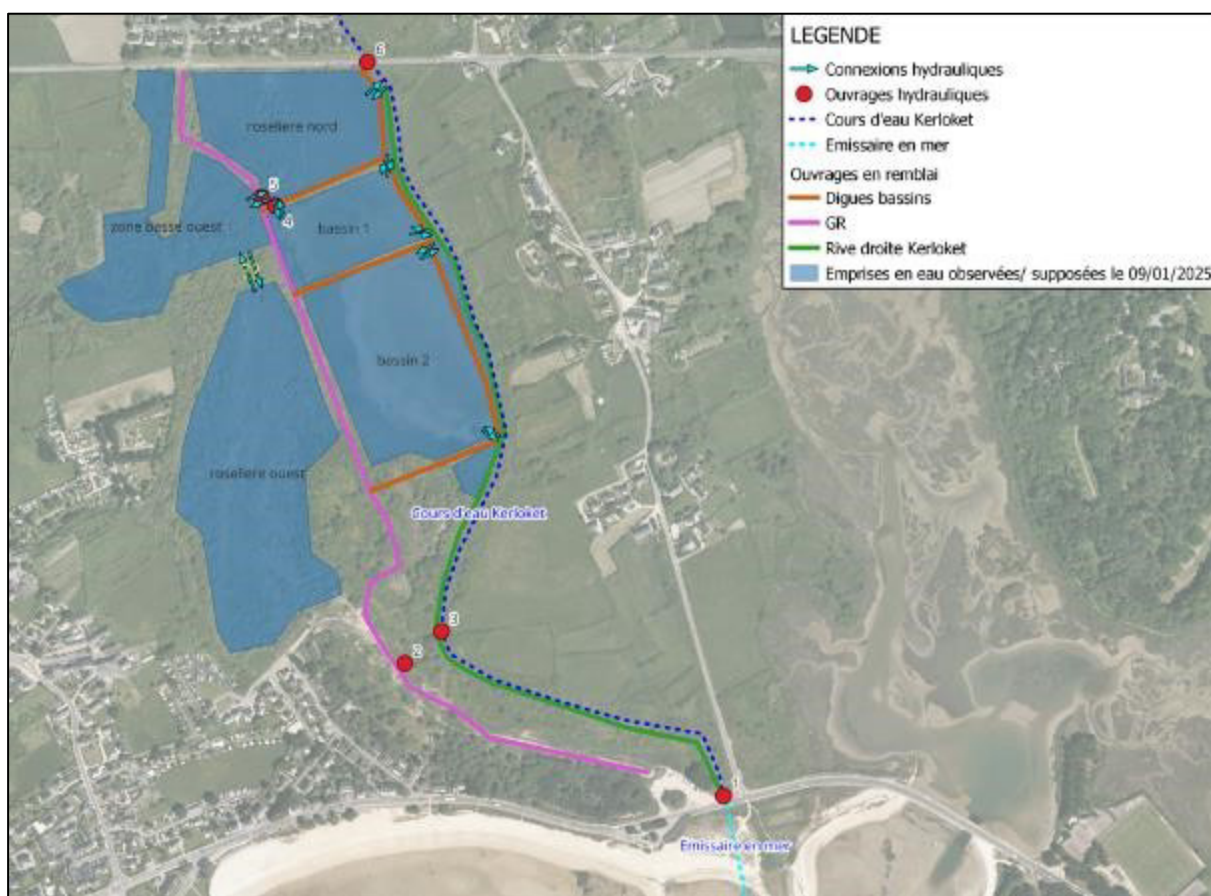 LEGENDE
Connexions hydrauliques
Ouvrages hydrauliques
Cours d'eau Kerloket
Emissaire en mer
Ouvrages en remblai
Digues bassins
GR
Rive droite Kerloket
Emprises en eau observées/ supposées le 09/01/2025
6
roseliere nord
5
4
zone basse ouest
bassin 1
bassin 2
roseliere ouest
Cours d'eau Kerloket
3
2
1
Emissaire en mer